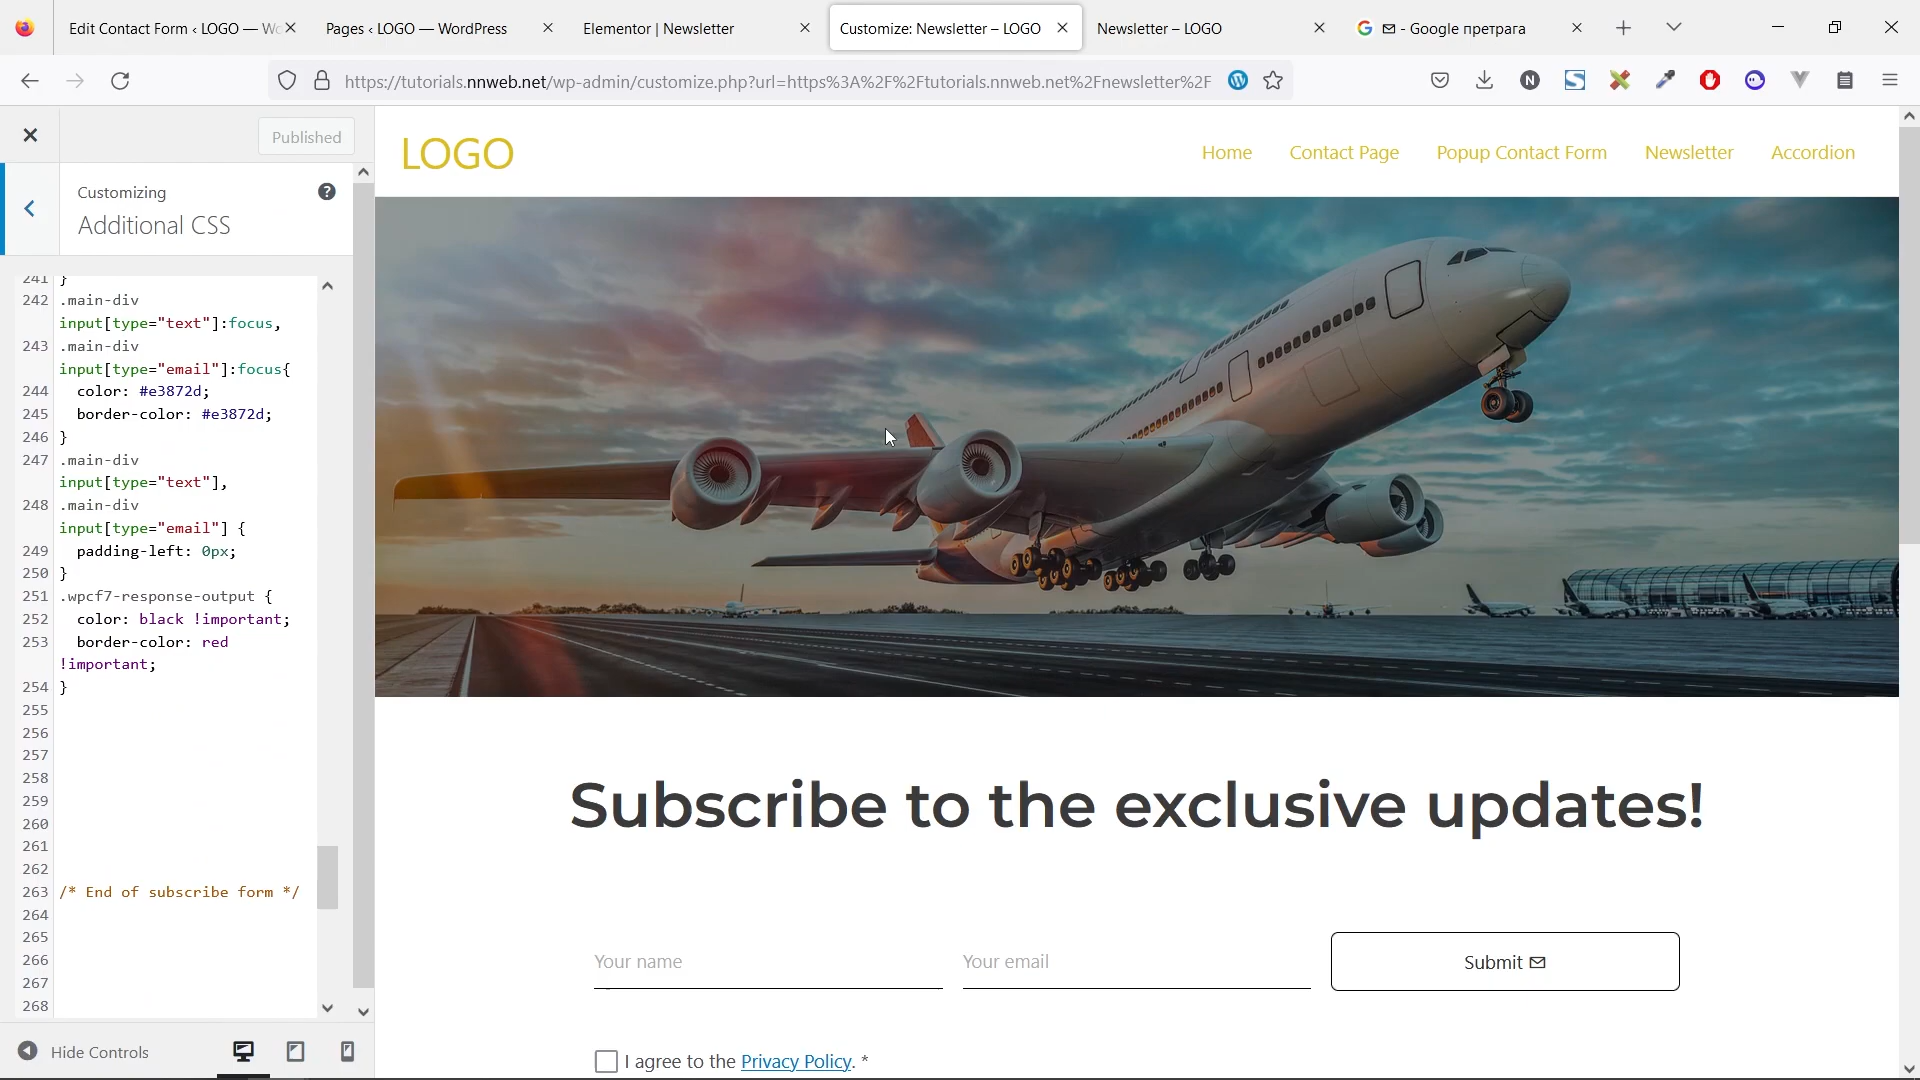 Edit Contact Form ‹ LOGO — Wo
Pages ‹ LOGO — WordPress
Elementor | Newsletter
Customize: Newsletter – LOGO
Newsletter – LOGO
✉ - Google претрага
https://tutorials.nnweb.net/wp-admin/customize.php?url=https%3A%2F%2Ftutorials.nnweb.net%2Fnewsletter%2F
Published
Customizing
Additional CSS
LOGO
Home
Contact Page
Popup Contact Form
Newsletter
Accordion
241 }
242 .main-div
input[type="text"]:focus,
243 .main-div
input[type="email"]:focus{
244 color: #e3872d;
245 border-color: #e3872d;
246 }
247 .main-div
input[type="text"],
248 .main-div
input[type="email"] {
249 padding-left: 0px;
250 }
251 .wpcf7-response-output {
252 color: black !important;
253 border-color: red
!important;
254 }
255
256
257
258
259
260
261
262
263 /* End of subscribe form */
264
265
266
267
268
Hide Controls
Subscribe to the exclusive updates!
Your name
Your email
Submit ✉
I agree to the Privacy Policy. *